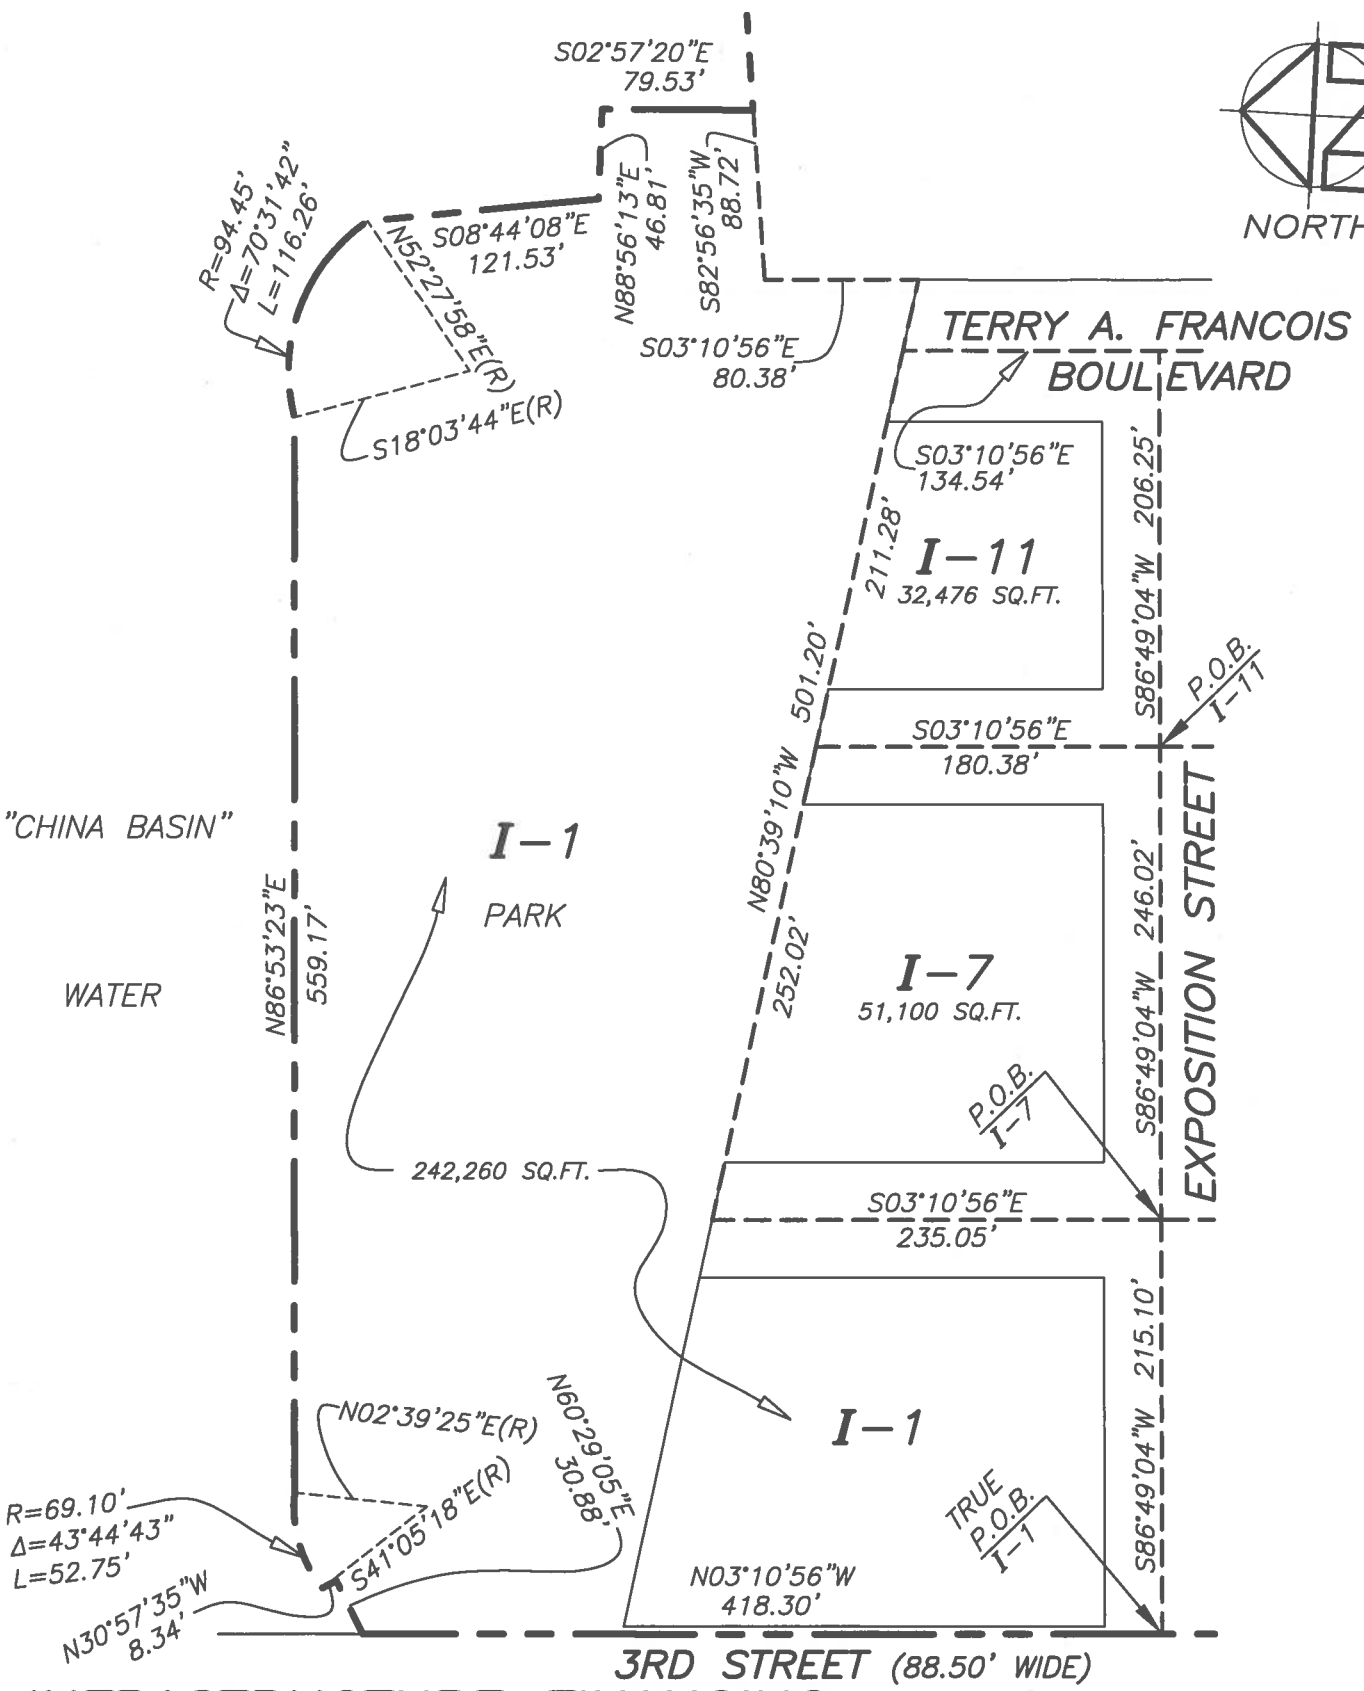 S02°57'20"E
79.53'
NORTH
R=94.45'
Δ=70°31'42"
L=116.26'
N52°27'58"E(R)
S08°44'08"E
121.53'
N88°56'13"E
46.81'
S82°56'35"W
88.72'
S03°10'56"E
80.38'
TERRY A. FRANCOIS
BOULEVARD
S18°03'44"E(R)
S03°10'56"E
134.54'
S86°49'04"W 206.25'
211.28'
I-11
32,476 SQ.FT.
P.O.B.
I-11
N80°39'10"W 501.20'
S03°10'56"E
180.38'
"CHINA BASIN"
WATER
N86°53'23"E
559.17'
I-1
PARK
252.02'
I-7
51,100 SQ.FT.
S86°49'04"W 246.02'
EXPOSITION STREET
P.O.B.
I-7
242,260 SQ.FT.
S03°10'56"E
235.05'
S86°49'04"W 215.10'
N02°39'25"E(R)
N60°29'05"E
30.88'
I-1
R=69.10'
Δ=43°44'43"
L=52.75'
S41°05'18"E(R)
TRUE
P.O.B.
I-1
N30°57'35"W
8.34'
N03°10'56"W
418.30'
3RD STREET (88.50' WIDE)